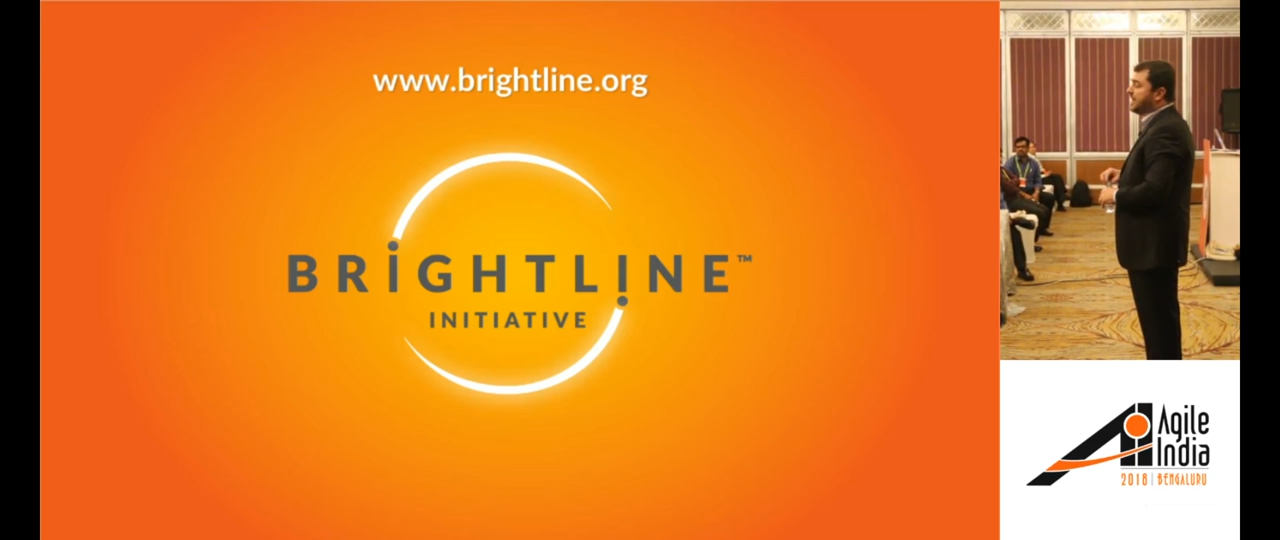 www.brightline.org
BRIGHTLINE™
INITIATIVE
Agile
India
2018 | BENGALURU